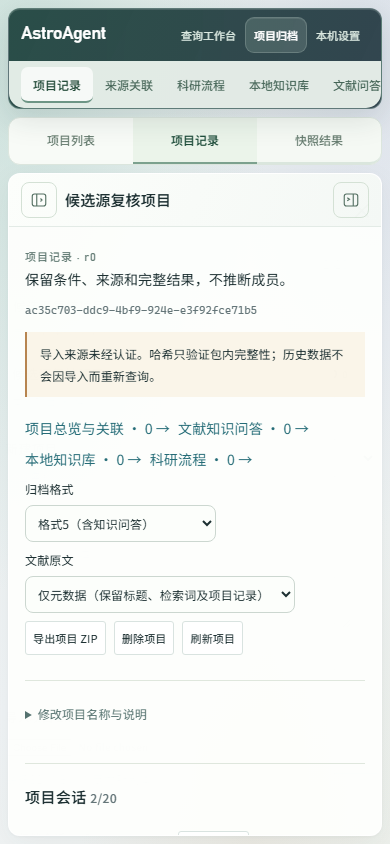 AstroAgent
查询工作台
项目归档
本机设置
项目记录
来源关联
科研流程
本地知识库
文献问答
项目列表
项目记录
快照结果
候选源复核项目
项目记录 · r0
保留条件、来源和完整结果，不推断成员。
ac35c703-ddc9-4bf9-924e-e3f92fce71b5
导入来源未经认证。哈希只验证包内完整性；历史数据不
会因导入而重新查询。
项目总览与关联 · 0 → 文献知识问答 · 0 →
本地知识库 · 0 → 科研流程 · 0 →
归档格式
格式5（含知识问答）
文献原文
仅元数据（保留标题、检索词及项目记录）
导出项目 ZIP
删除项目
刷新项目
修改项目名称与说明
项目会话 2/20